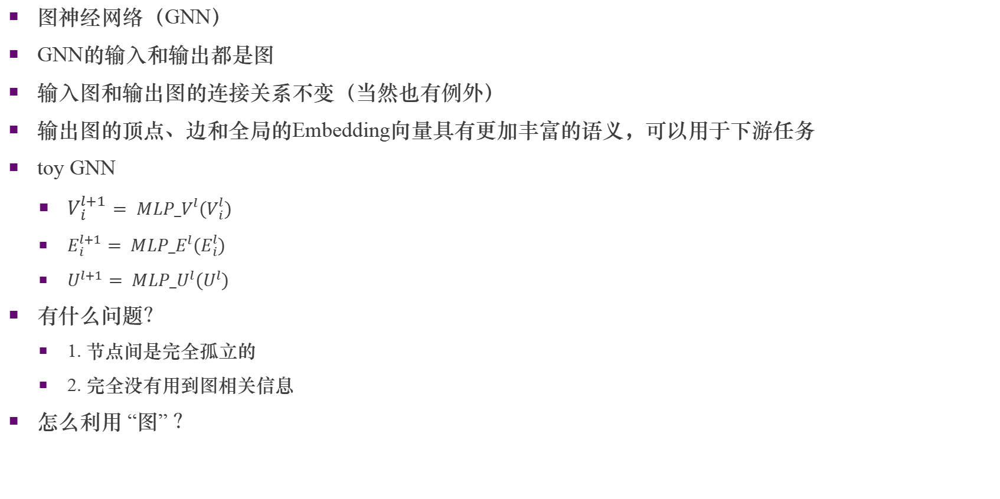 图神经网络（GNN）
GNN的输入和输出都是图
输入图和输出图的连接关系不变（当然也有例外）
输出图的顶点、边和全局的Embedding向量具有更加丰富的语义，可以用于下游任务
toy GNN
$V_i^{l+1} = MLP\_V^l(V_i^l)$
$E_i^{l+1} = MLP\_E^l(E_i^l)$
$U^{l+1} = MLP\_U^l(U^l)$
有什么问题？
1. 节点间是完全孤立的
2. 完全没有用到图相关信息
怎么利用 “图” ？